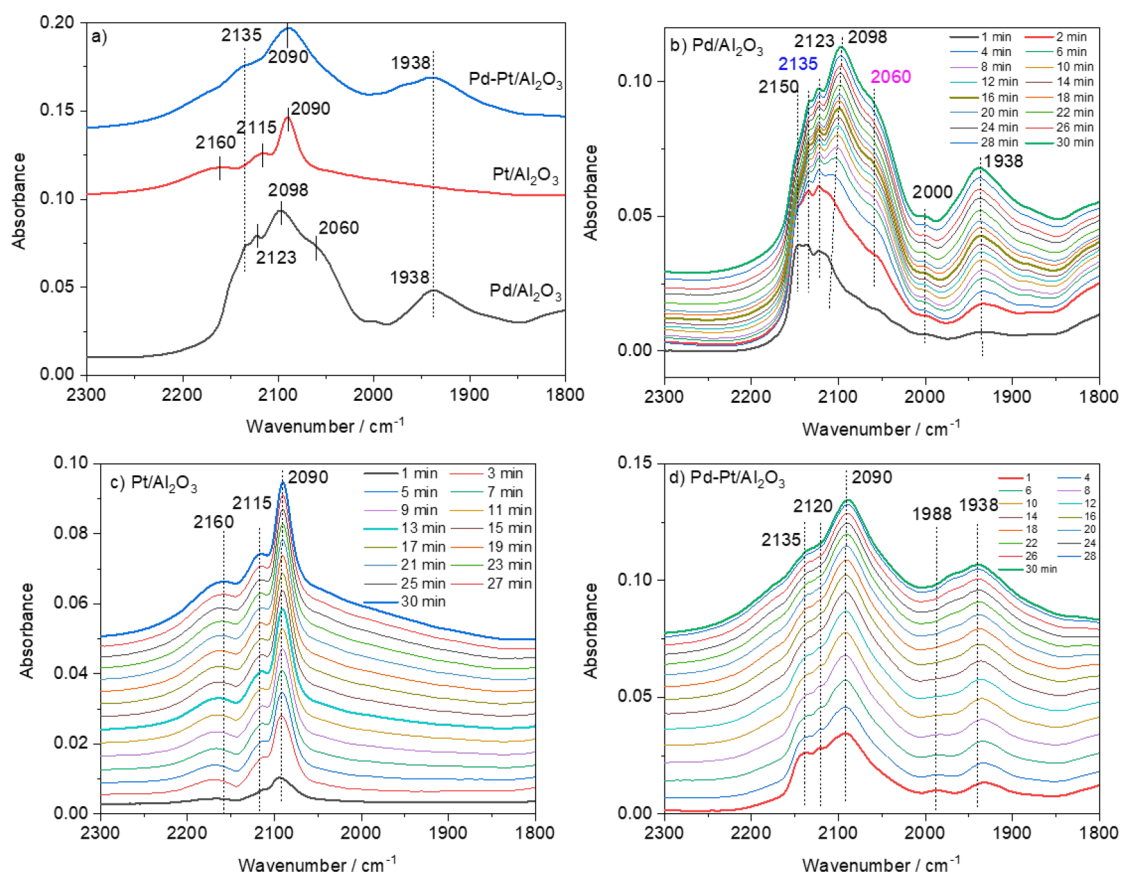 a)
2135
2090
1938
Pd-Pt/Al2O3
2160
2115
2090
Pt/Al2O3
2098
2123
2060
1938
Pd/Al2O3
0.20
0.15
0.10
0.05
0.00
Absorbance
2300 2200 2100 2000 1900 1800
Wavenumber / cm-1
b) Pd/Al2O3
2150
2135
2123
2098
2060
2000
1938
1 min 2 min
4 min 6 min
8 min 10 min
12 min 14 min
16 min 18 min
20 min 22 min
24 min 26 min
28 min 30 min
0.10
0.05
0.00
Absorbance
2300 2200 2100 2000 1900 1800
Wavenumber / cm-1
c) Pt/Al2O3
2160
2115
2090
1 min 3 min
5 min 7 min
9 min 11 min
13 min 15 min
17 min 19 min
21 min 23 min
25 min 27 min
30 min
0.10
0.08
0.06
0.04
0.02
0.00
Absorbance
2300 2200 2100 2000 1900 1800
Wavenumber / cm-1
d) Pd-Pt/Al2O3
2135
2120
2090
1988
1938
1 4
6 8
10 12
14 16
18 20
22 24
26 28
30 min
0.15
0.10
0.05
0.00
Absorbance
2300 2200 2100 2000 1900 1800
Wavenumber / cm-1